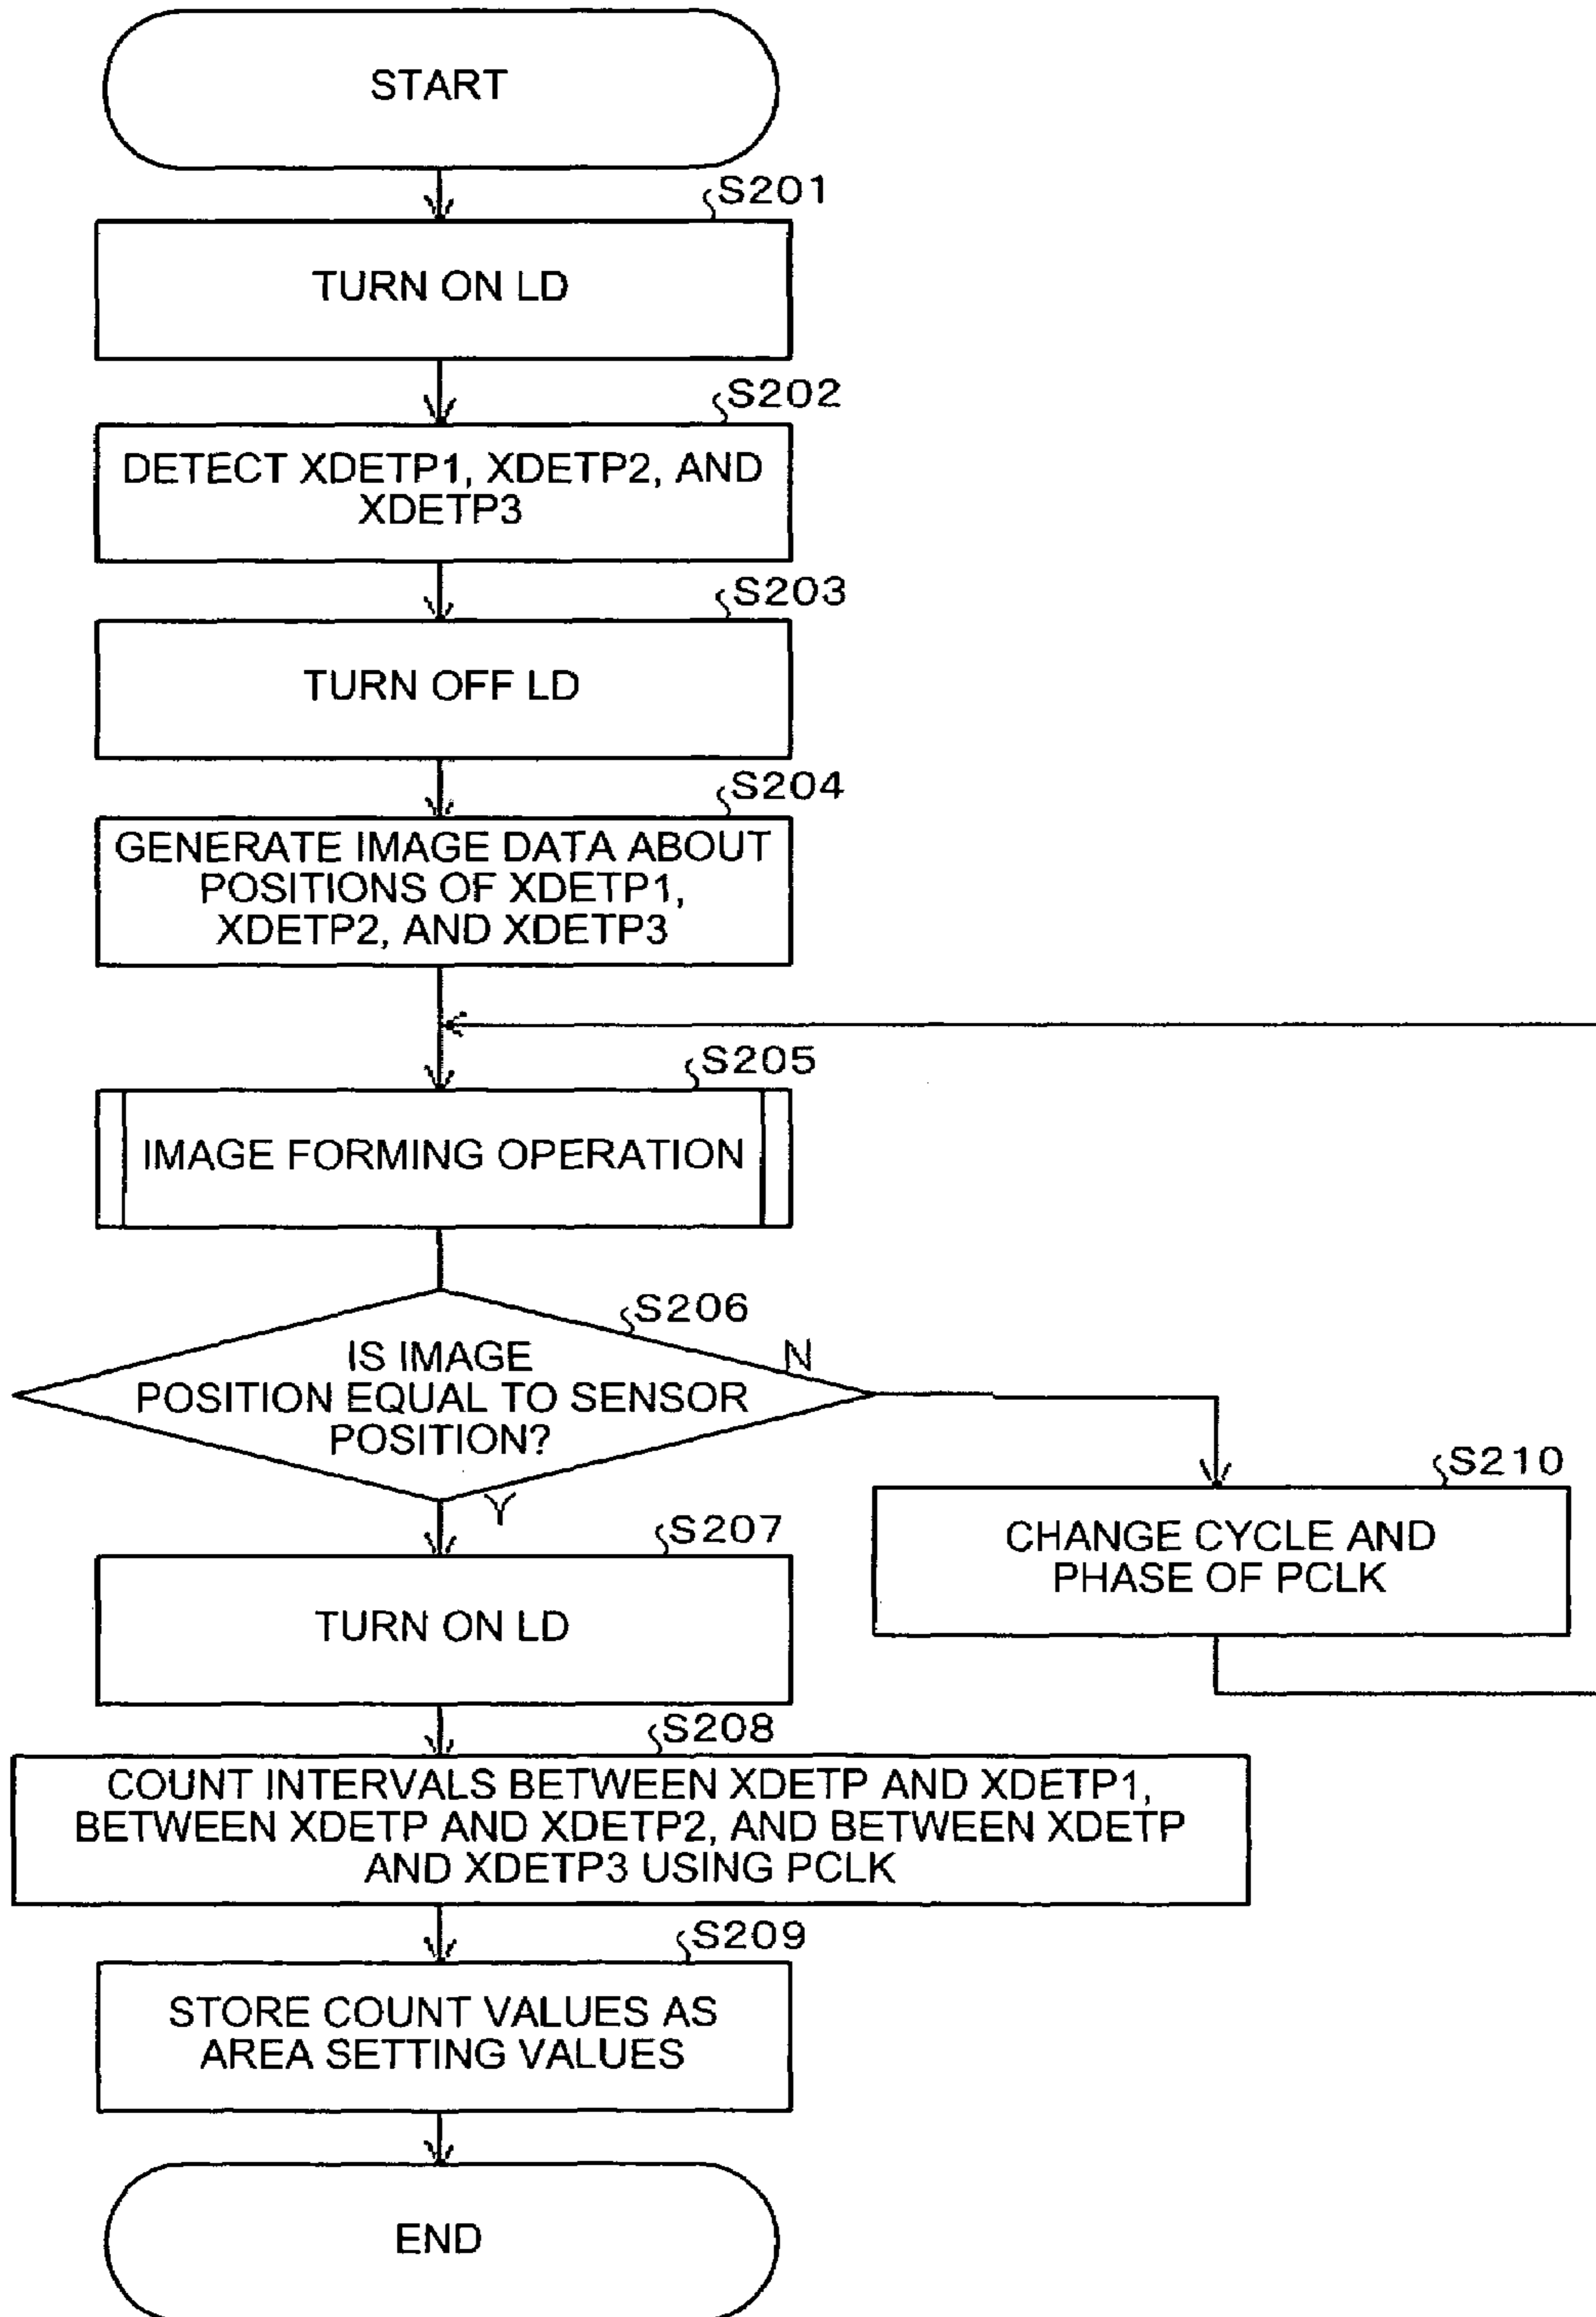 START
S201
TURN ON LD
S202
DETECT XDETP1, XDETP2, AND
XDETP3
S203
TURN OFF LD
S204
GENERATE IMAGE DATA ABOUT
POSITIONS OF XDETP1,
XDETP2, AND XDETP3
S205
IMAGE FORMING OPERATION
S206
IS IMAGE
POSITION EQUAL TO SENSOR
POSITION?
N
Y
S210
CHANGE CYCLE AND
PHASE OF PCLK
S207
TURN ON LD
S208
COUNT INTERVALS BETWEEN XDETP AND XDETP1,
BETWEEN XDETP AND XDETP2, AND BETWEEN XDETP
AND XDETP3 USING PCLK
S209
STORE COUNT VALUES AS
AREA SETTING VALUES
END